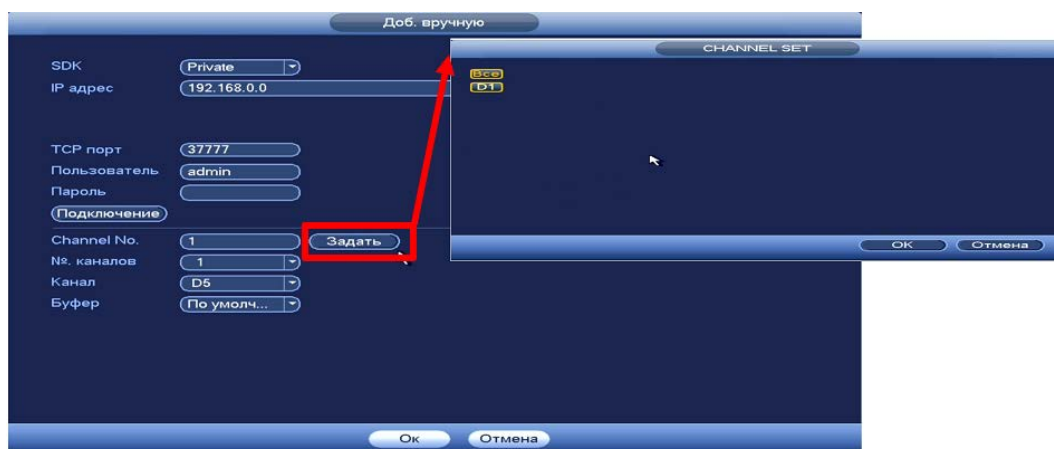 Доб. вручную
SDK Private
IP адрес 192.168.0.0
TCP порт 37777
Пользователь admin
Пароль
Подключение
Channel No. 1 Задать
№. каналов 1
Канал D5
Буфер По умолч...
Ок Отмена
CHANNEL SET
Все
D1
OK Отмена